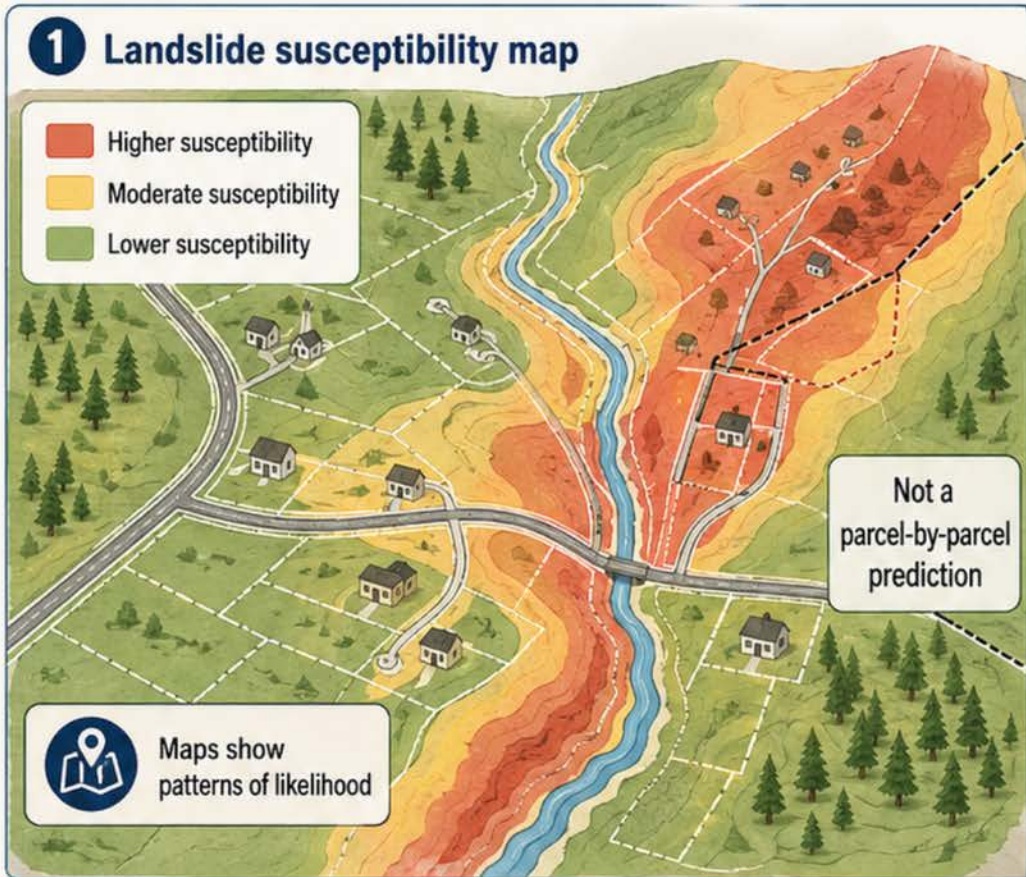 1 Landslide susceptibility map
Higher susceptibility
Moderate susceptibility
Lower susceptibility
Not a
parcel-by-parcel
prediction
Maps show
patterns of likelihood